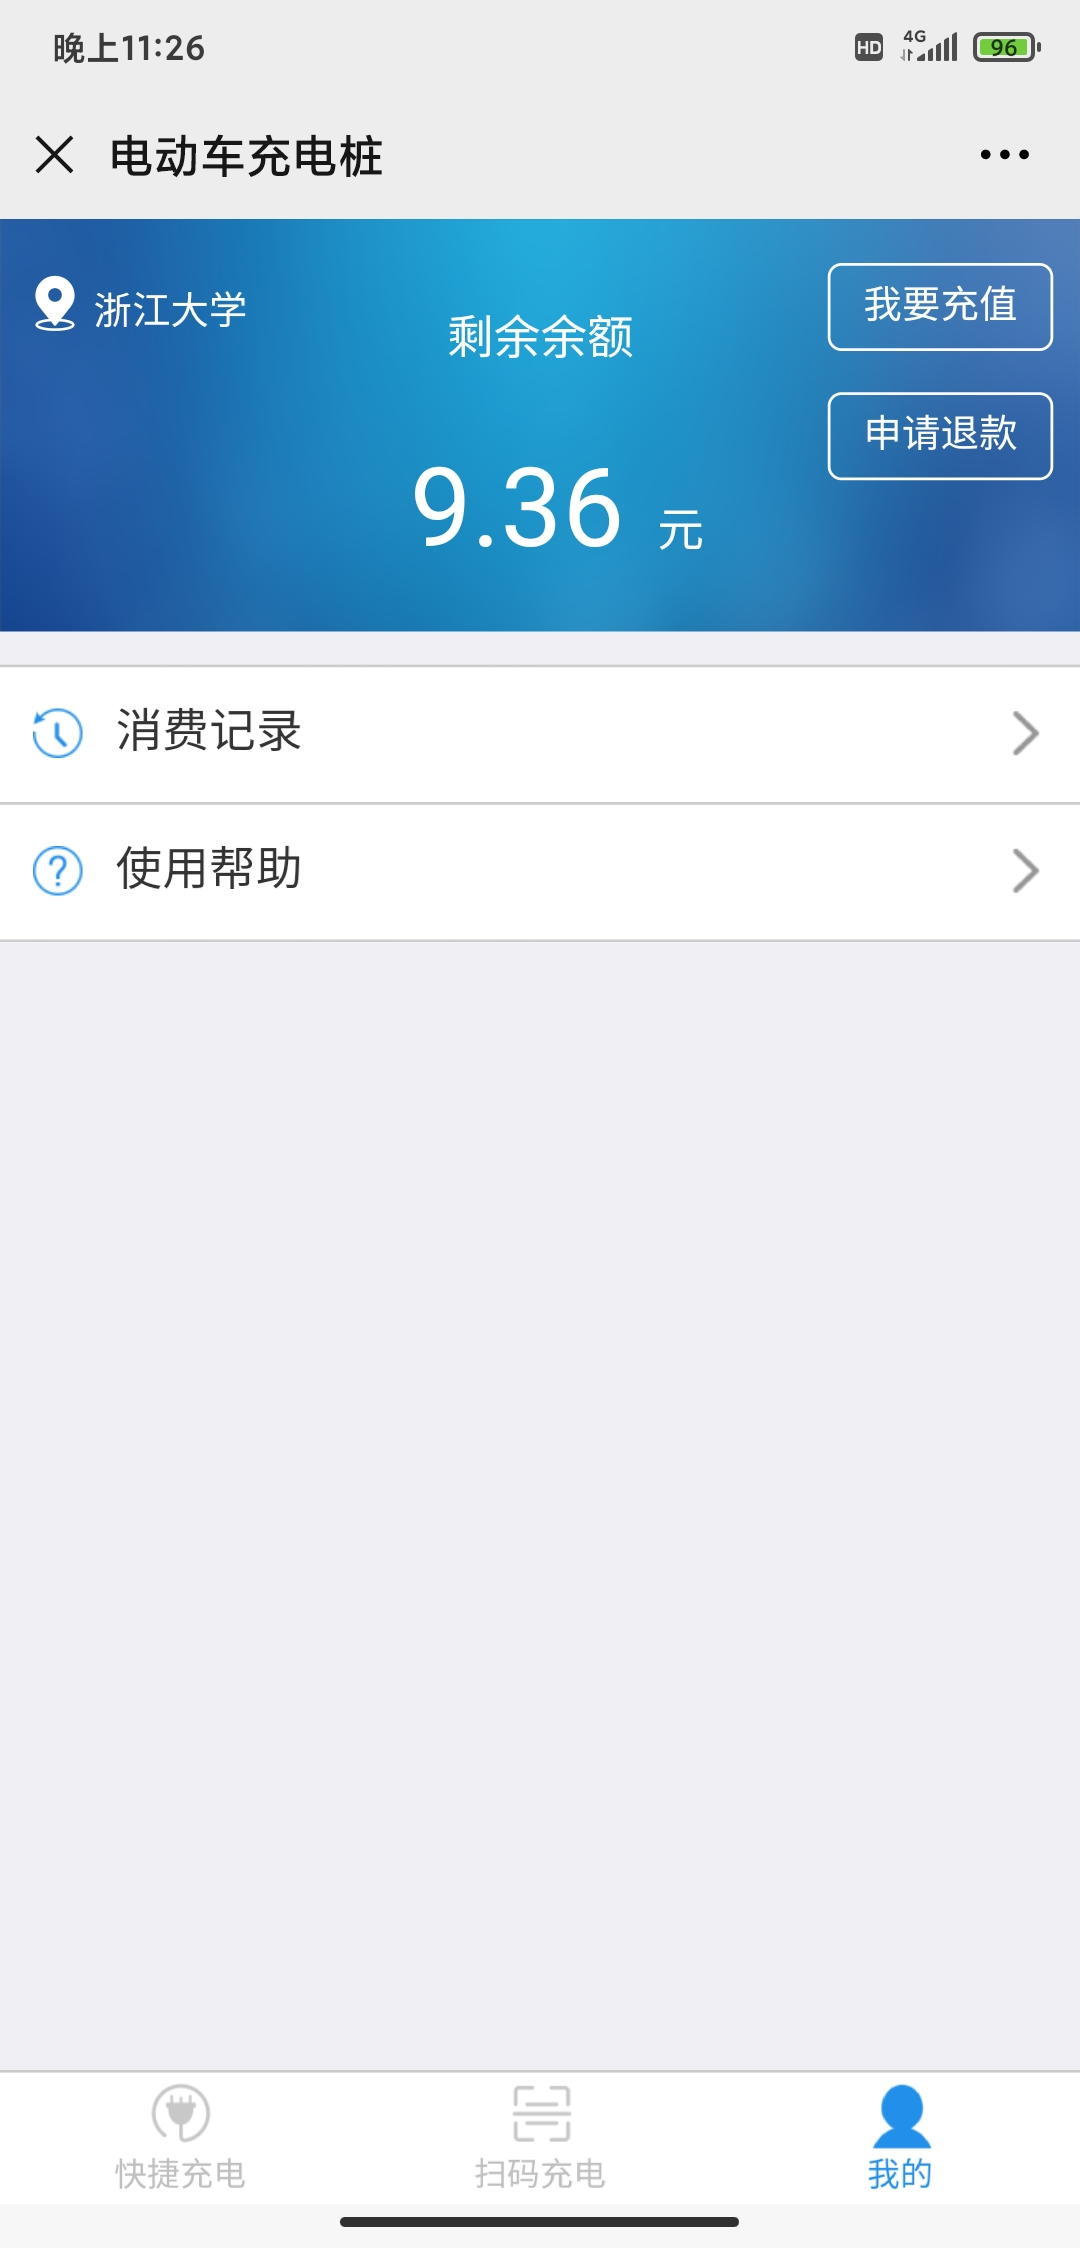 晚上11:26
HD 4G 96
电动车充电桩
浙江大学
我要充值
剩余余额
申请退款
9.36 元
消费记录
使用帮助
快捷充电 扫码充电 我的